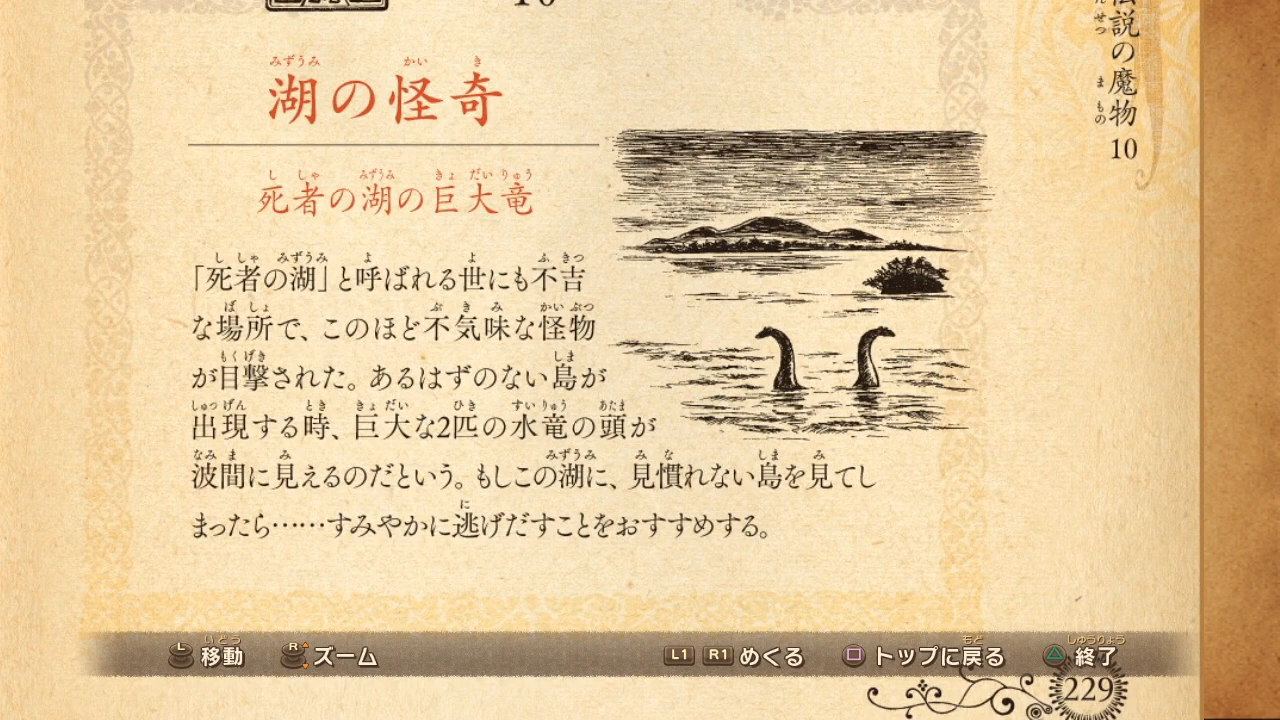 伝説の魔物 10
湖の怪奇
死者の湖の巨大竜
「死者の湖」と呼ばれる世にも不吉
な場所で、このほど不気味な怪物
が目撃された。あるはずのない島が
出現する時、巨大な2匹の水竜の頭が
波間に見えるのだという。もしこの湖に、見慣れない島を見てし
まったら……すみやかに逃げだすことをおすすめする。
L 移動 R ズーム L1 R1 めくる トップに戻る 終了
229